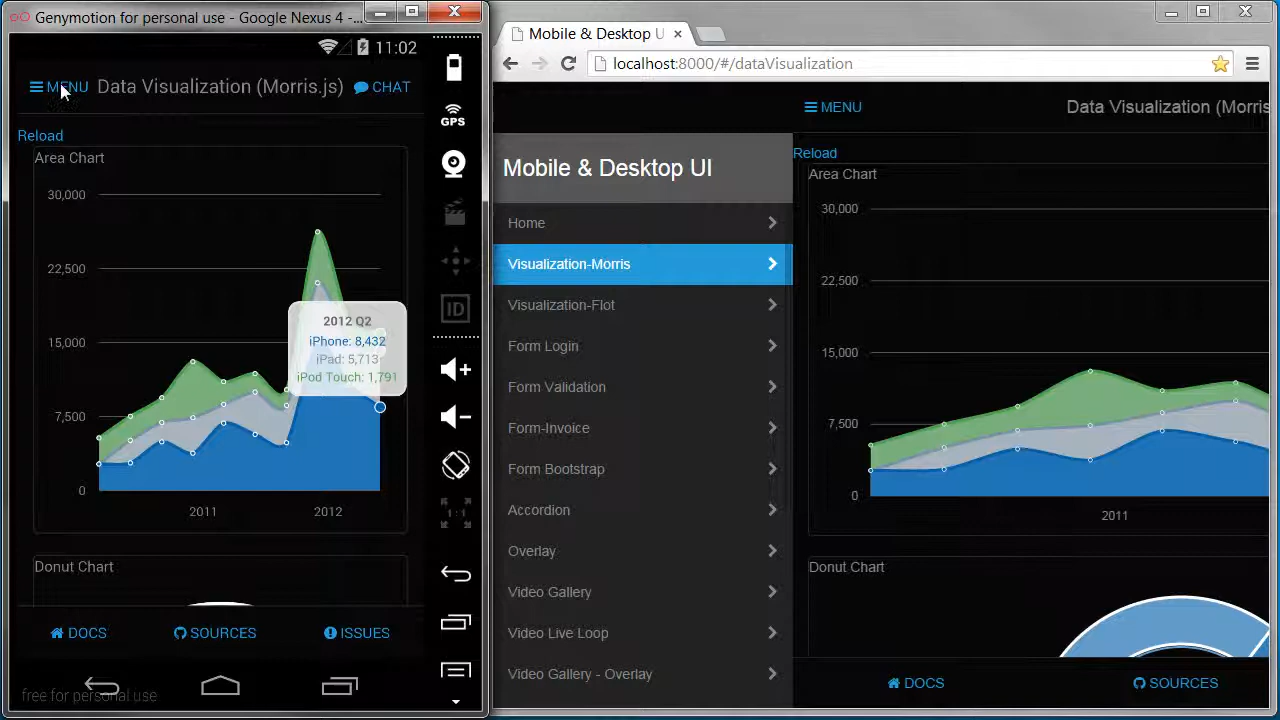 Genymotion for personal use - Google Nexus 4 -...
11:02
MENU Data Visualization (Morris.js) CHAT
Reload
Area Chart
30,000
22,500
15,000
7,500
0
2011 2012
2012 Q2
iPhone: 8,432
iPad: 5,713
iPod Touch: 1,791
Donut Chart
DOCS SOURCES ISSUES
free for personal use
GPS
ID
1:1
Mobile & Desktop U
localhost:8000/#/dataVisualization
MENU Data Visualization (Morris
Mobile & Desktop UI
Home
Visualization-Morris
Visualization-Flot
Form Login
Form Validation
Form-Invoice
Form Bootstrap
Accordion
Overlay
Video Gallery
Video Live Loop
Video Gallery - Overlay
Reload
Area Chart
30,000
22,500
15,000
7,500
0
2011
Donut Chart
DOCS SOURCES